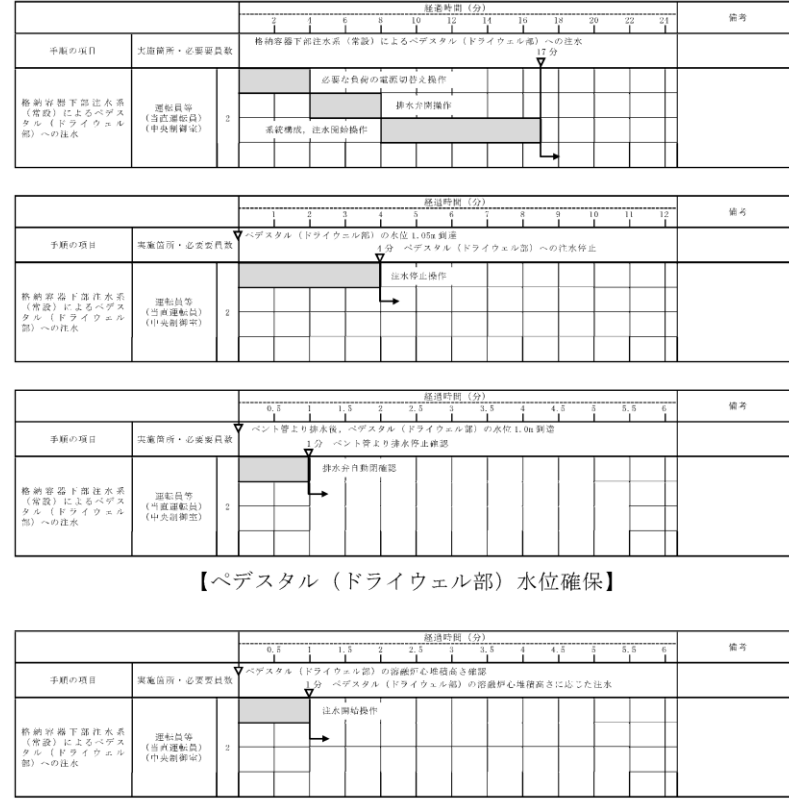 経過時間（分）
備考
2 4 6 8 10 12 14 16 18 20 22 21
手順の項目
実施箇所・必要要員数
格納容器下部注水系（常設）によるペデスタル（ドライウェル部）への注水
17分
格納容器下部注水系
（常設）によるペデス
タル（ドライウェル
部）への注水
運転員等
（当直運転員）
（中央制御室）
2
必要な負荷の電源切替え操作
排水弁開操作
系統構成，注水開始操作
経過時間（分）
備考
1 2 3 4 5 6 7 8 9 10 11 12
手順の項目
実施箇所・必要要員数
ペデスタル（ドライウェル部）の水位1.05m到達
4分 ペデスタル（ドライウェル部）への注水停止
格納容器下部注水系
（常設）によるペデス
タル（ドライウェル
部）への注水
運転員等
（当直運転員）
（中央制御室）
2
注水停止操作
経過時間（分）
備考
0.5 1 1.5 2 2.5 3 3.5 4 4.5 5 5.5 6
手順の項目
実施箇所・必要要員数
ベント管より排水後，ペデスタル（ドライウェル部）の水位1.0m到達
1分 ベント管より排水停止確認
格納容器下部注水系
（常設）によるペデス
タル（ドライウェル
部）への注水
運転員等
（当直運転員）
（中央制御室）
2
排水弁自動閉確認
【ペデスタル（ドライウェル部）水位確保】
経過時間（分）
備考
0.5 1 1.5 2 2.5 3 3.5 4 4.5 5 5.5 6
手順の項目
実施箇所・必要要員数
ペデスタル（ドライウェル部）の溶融炉心堆積高さ確認
1分 ペデスタル（ドライウェル部）の溶融炉心堆積高さに応じた注水
格納容器下部注水系
（常設）によるペデス
タル（ドライウェル
部）への注水
運転員等
（当直運転員）
（中央制御室）
2
注水開始操作